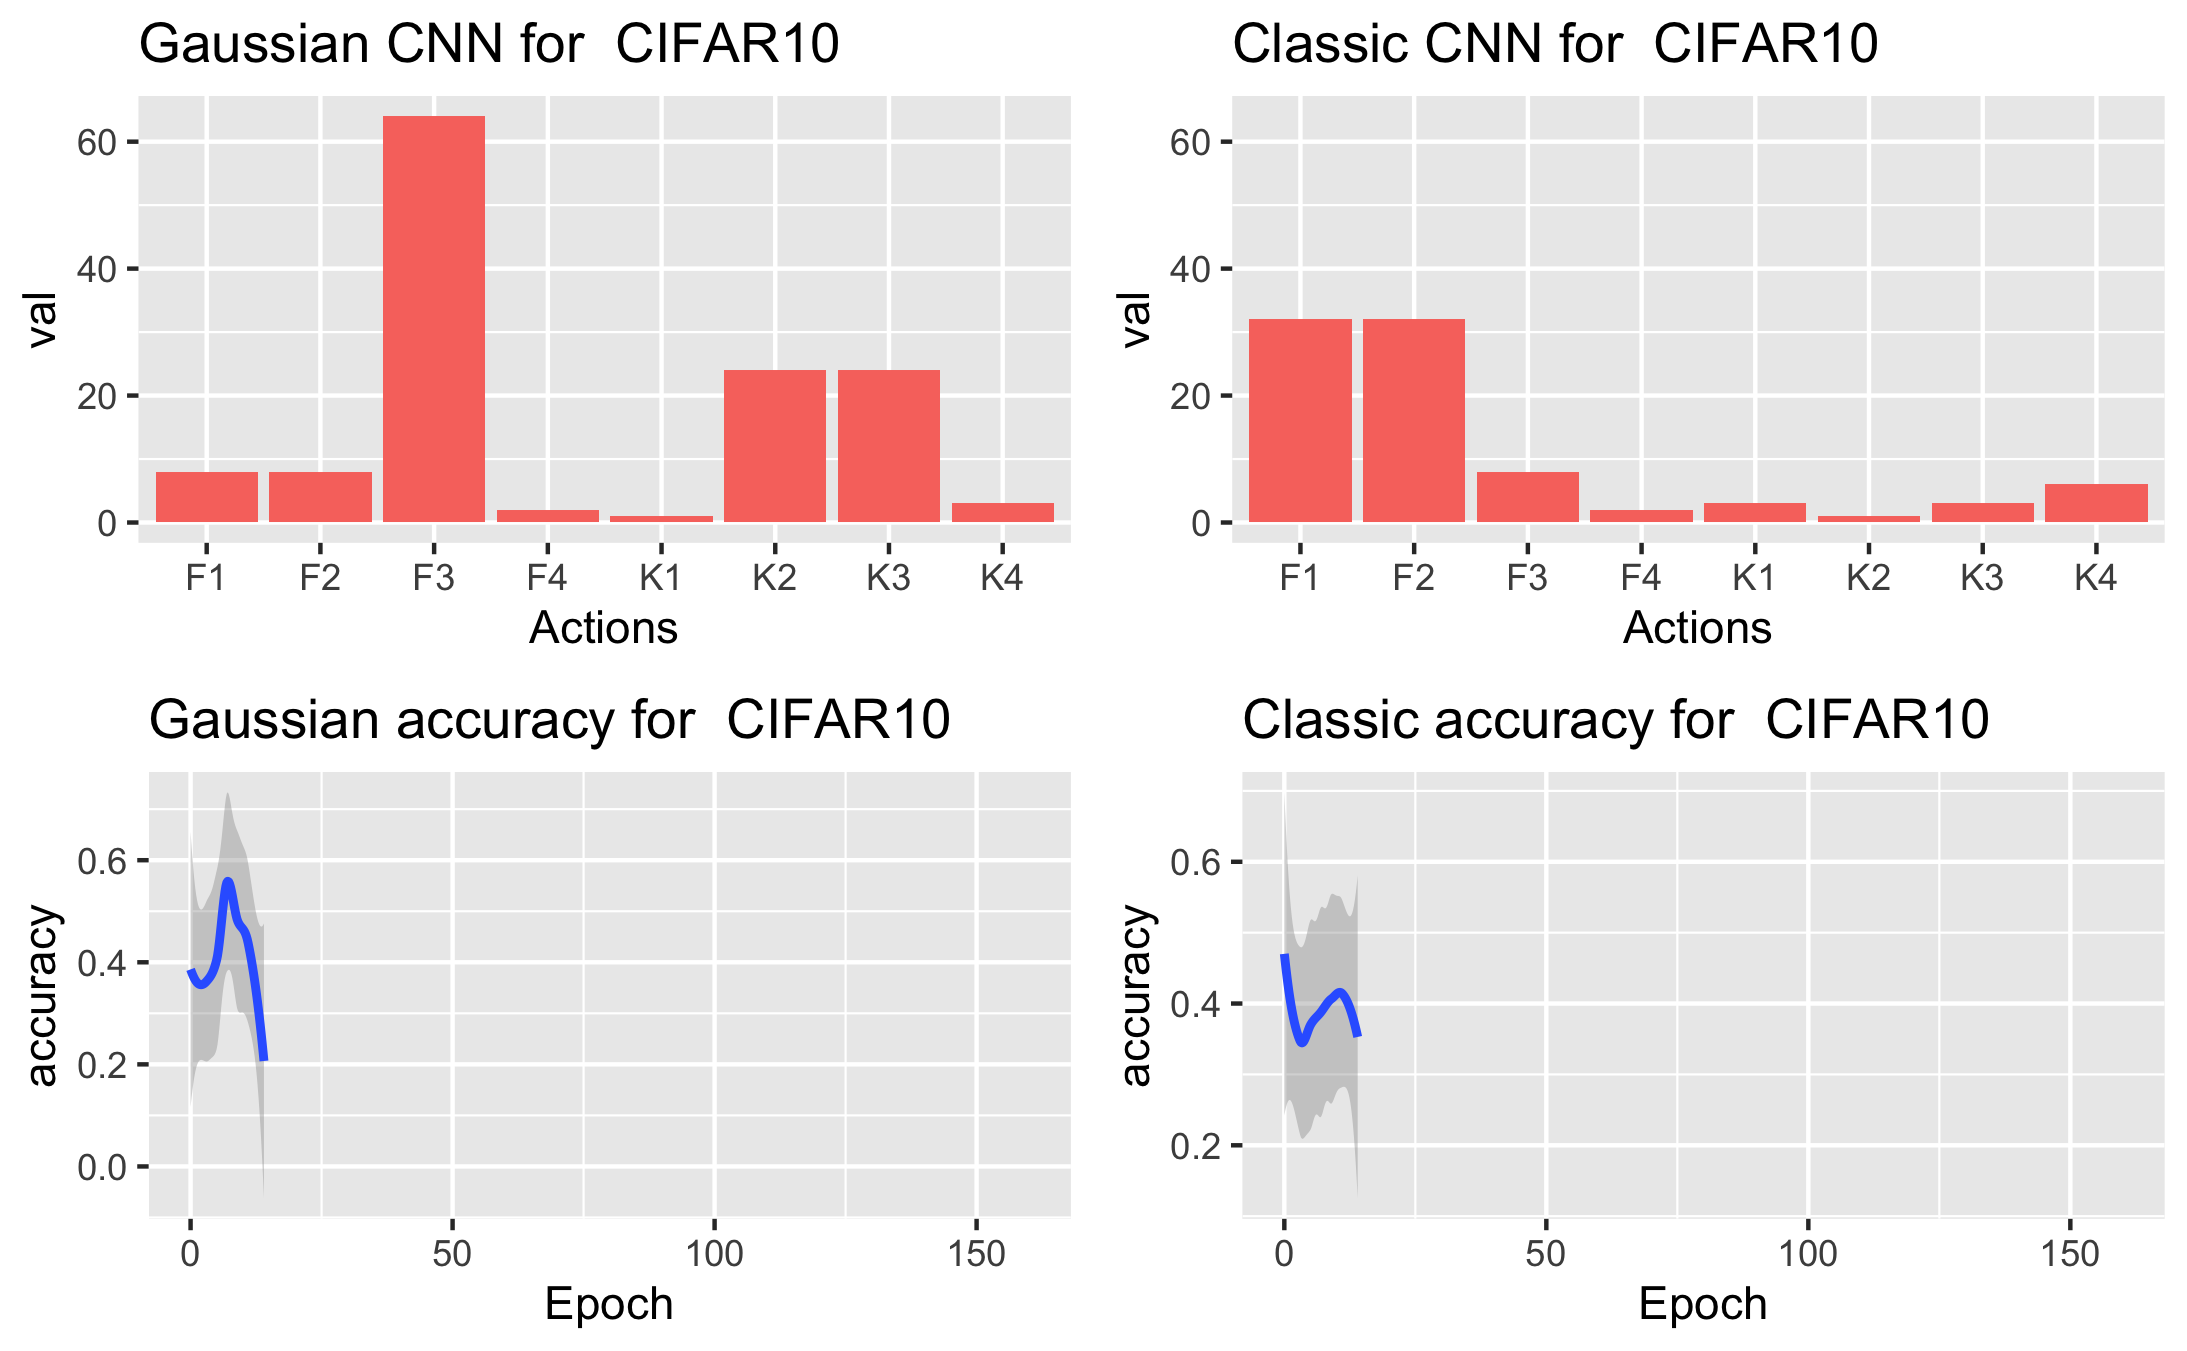 Gaussian CNN for  CIFAR10
val
60
40
20
0
F1 F2 F3 F4 K1 K2 K3 K4
Actions
Classic CNN for  CIFAR10
val
60
40
20
0
F1 F2 F3 F4 K1 K2 K3 K4
Actions
Gaussian accuracy for  CIFAR10
accuracy
0.6
0.4
0.2
0.0
0 50 100 150
Epoch
Classic accuracy for  CIFAR10
accuracy
0.6
0.4
0.2
0 50 100 150
Epoch